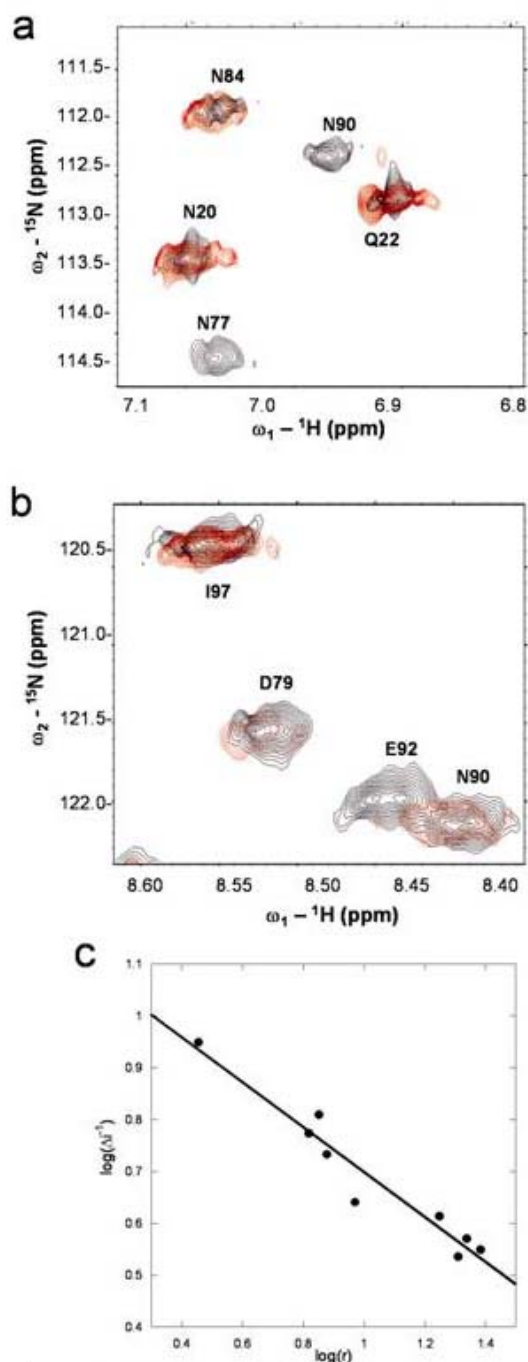 a
111.5-
112.0-
112.5-
113.0-
113.5-
114.0-
114.5-
N84
N90
N20
Q22
N77
ω2 - 15N (ppm)
7.1 7.0 6.9 6.8
ω1 – 1H (ppm)
b
120.5-
121.0-
121.5-
122.0-
I97
D79
E92
N90
ω2 - 15N (ppm)
8.60 8.55 8.50 8.45 8.40
ω1 – 1H (ppm)
c
1.1
1
0.9
0.8
0.7
0.6
0.5
0.4
log(Δi-1)
0.4 0.6 0.8 1 1.2 1.4
log(r)